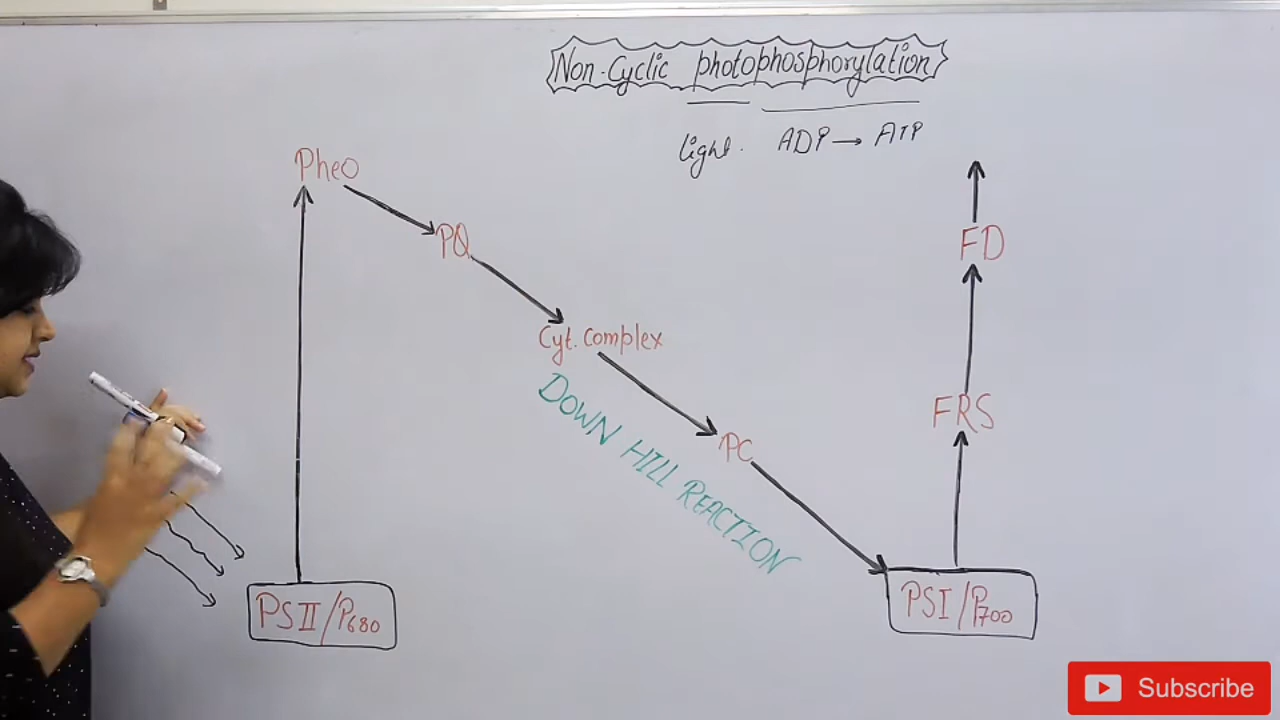 Non-Cyclic photophosphorylation
light. ADP → ATP
Pheo
PQ
FD
Cyt. Complex
DOWN HILL REACTION
FRS
PC
PSII/P680
PSI/P700
Subscribe